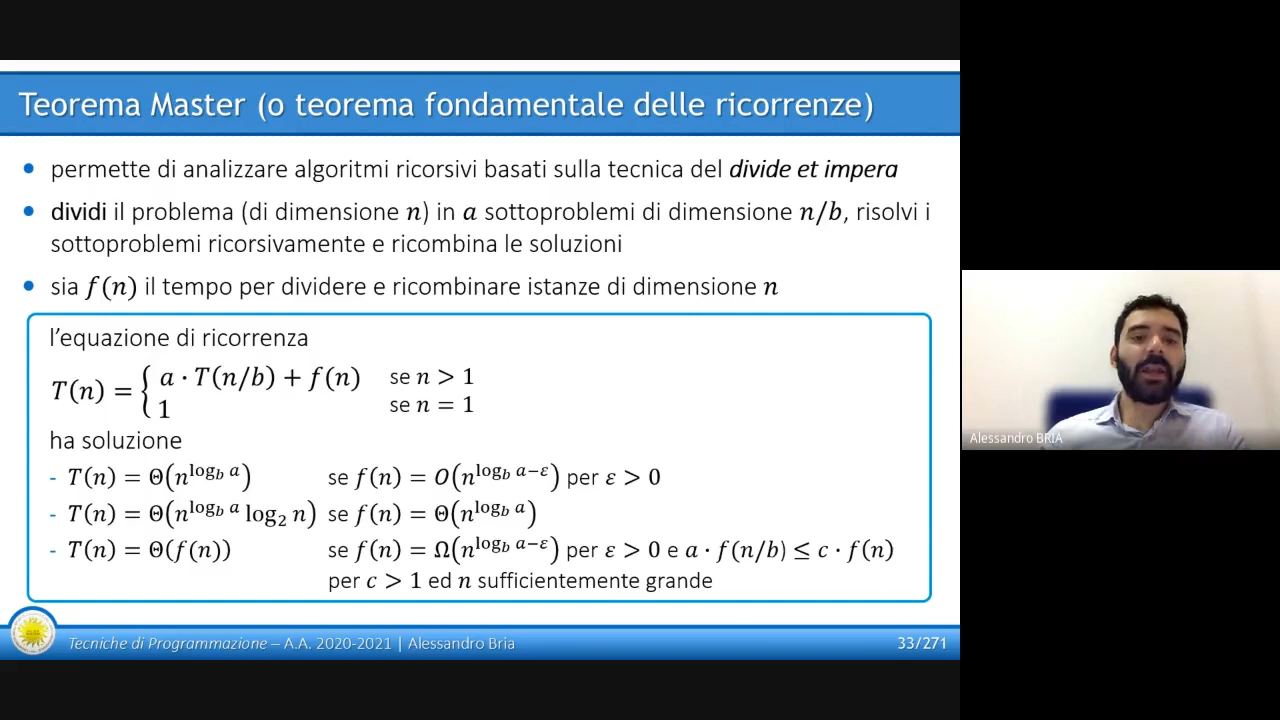 Teorema Master (o teorema fondamentale delle ricorrenze)
• permette di analizzare algoritmi ricorsivi basati sulla tecnica del divide et impera
• dividi il problema (di dimensione n) in a sottoproblemi di dimensione n/b, risolvi i
sottoproblemi ricorsivamente e ricombina le soluzioni
• sia f(n) il tempo per dividere e ricombinare istanze di dimensione n
l'equazione di ricorrenza
T(n) = { a · T(n/b) + f(n) se n > 1
1 se n = 1
ha soluzione
- T(n) = Θ(n^{log_b a}) se f(n) = O(n^{log_b a−ε}) per ε > 0
- T(n) = Θ(n^{log_b a} log_2 n) se f(n) = Θ(n^{log_b a})
- T(n) = Θ(f(n)) se f(n) = Ω(n^{log_b a−ε}) per ε > 0 e a · f(n/b) ≤ c · f(n)
per c > 1 ed n sufficientemente grande
Tecniche di Programmazione – A.A. 2020-2021 | Alessandro Bria
33/271
Alessandro BRIA